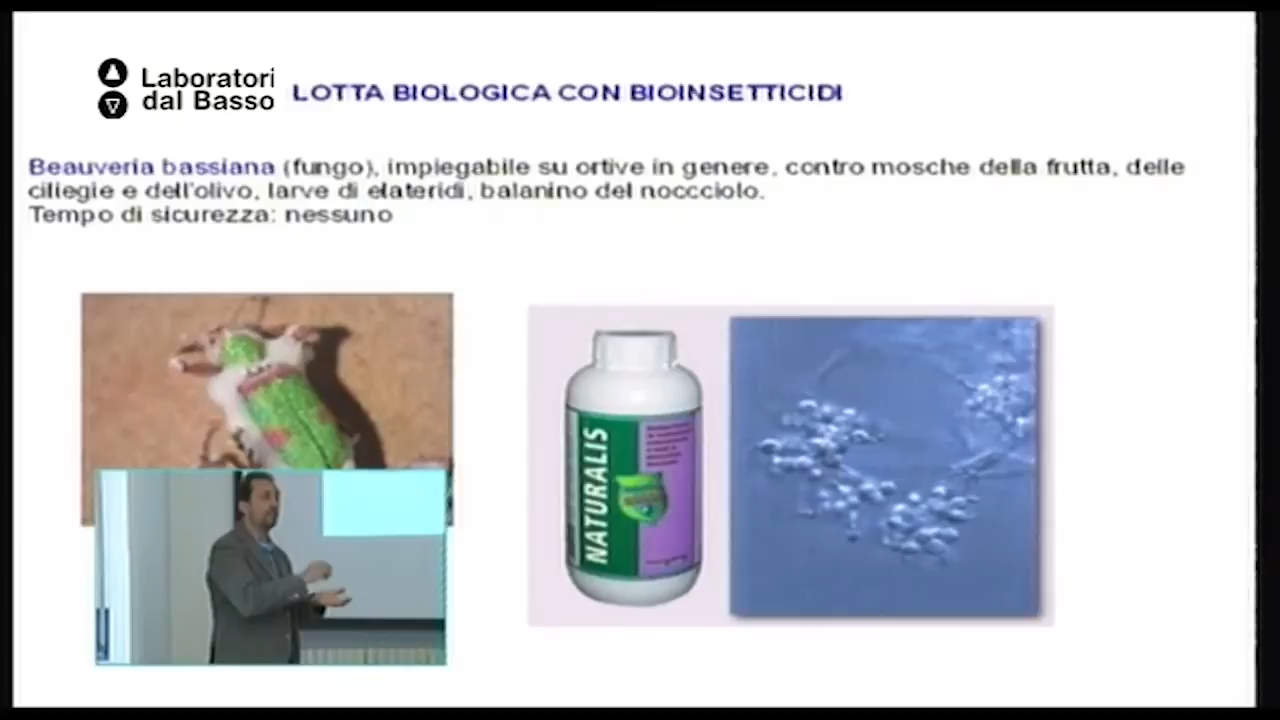 Laboratori
dal Basso
LOTTA BIOLOGICA CON BIOINSETTICIDI
Beauveria bassiana (fungo), impiegabile su ortive in genere, contro mosche della frutta, delle
ciliegie e dell'olivo, larve di elateridi, balanino del noccciolo.
Tempo di sicurezza: nessuno
NATURALIS